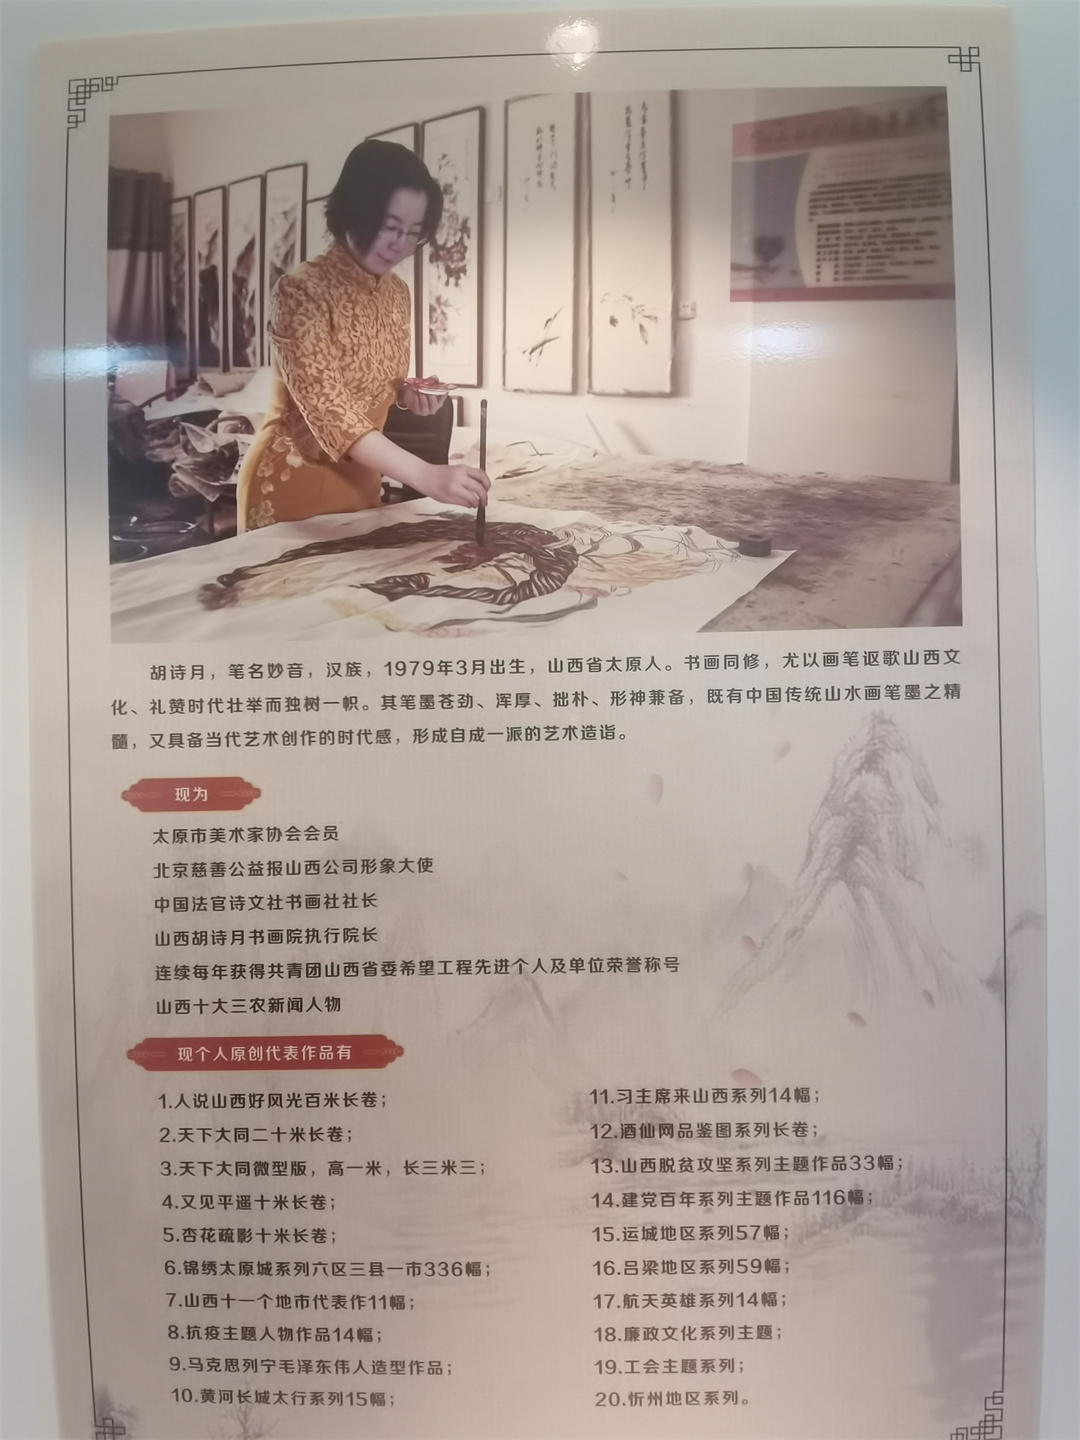 胡诗月，笔名妙音，汉族，1979年3月出生，山西省太原人。书画同修，尤以画笔讴歌山西文
化、礼赞时代壮举而独树一帜。其笔墨苍劲、浑厚、拙朴、形神兼备，既有中国传统山水画笔墨之精
髓，又具备当代艺术创作的时代感，形成自成一派的艺术造诣。
现为
太原市美术家协会会员
北京慈善公益报山西公司形象大使
中国法官诗文社书画社社长
山西胡诗月书画院执行院长
连续每年获得共青团山西省委希望工程先进个人及单位荣誉称号
山西十大三农新闻人物
现个人原创代表作品有
1.人说山西好风光百米长卷；
2.天下大同二十米长卷；
3.天下大同微型版，高一米，长三米三；
4.又见平遥十米长卷；
5.杏花疏影十米长卷；
6.锦绣太原城系列六区三县一市336幅；
7.山西十一个地市代表作11幅；
8.抗疫主题人物作品14幅；
9.马克思列宁毛泽东伟人造型作品；
10.黄河长城太行系列15幅；
11.习主席来山西系列14幅；
12.酒仙网品鉴图系列长卷；
13.山西脱贫攻坚系列主题作品33幅；
14.建党百年系列主题作品116幅；
15.运城地区系列57幅；
16.吕梁地区系列59幅；
17.航天英雄系列14幅；
18.廉政文化系列主题；
19.工会主题系列；
20.忻州地区系列。